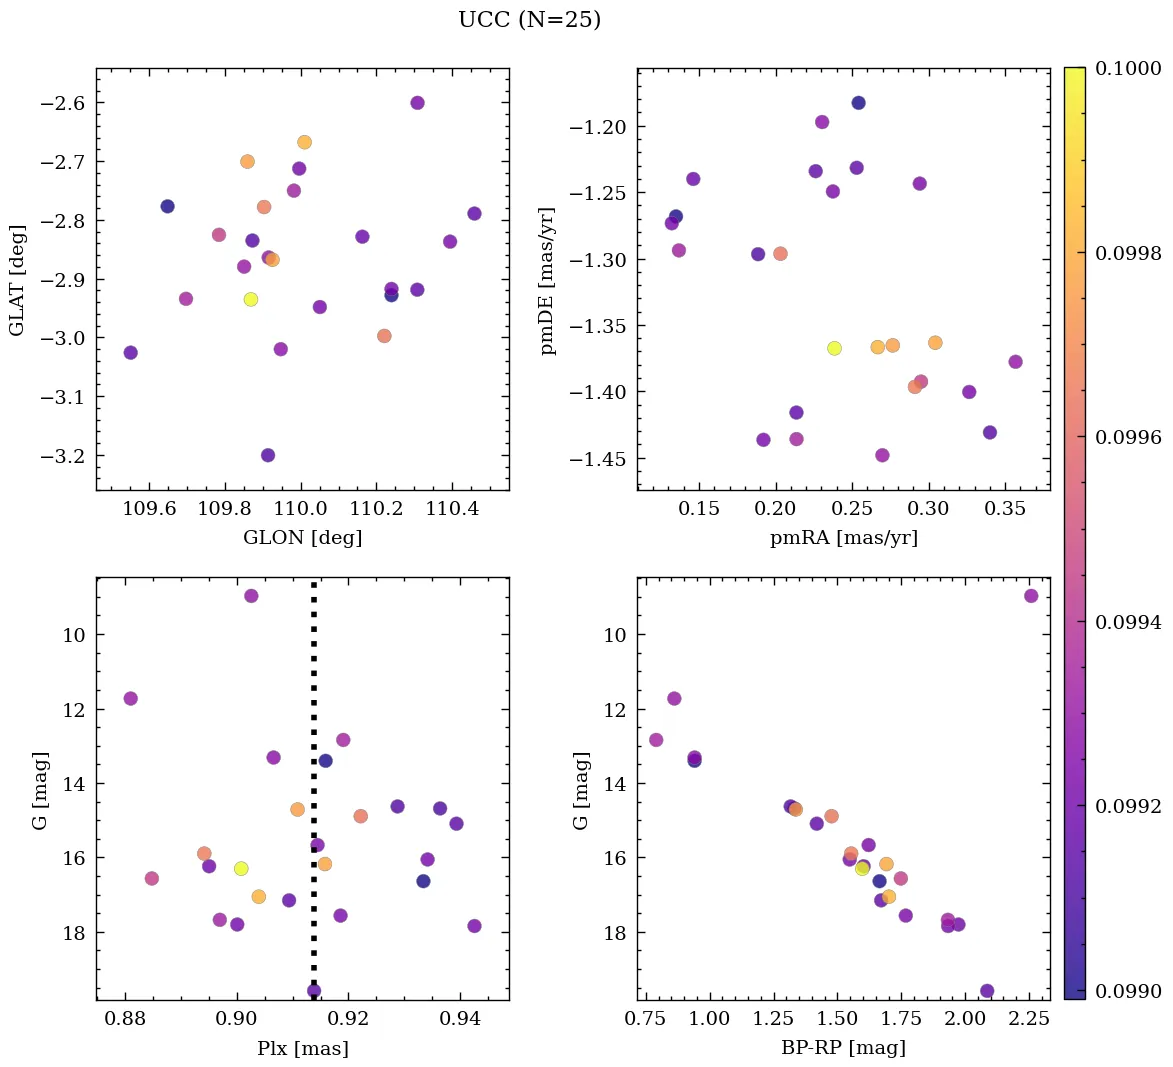 UCC (N=25)
−2.6
−2.7
−2.8
−2.9
−3.0
−3.1
−3.2
GLAT [deg]
109.6 109.8 110.0 110.2 110.4
GLON [deg]
−1.20
−1.25
−1.30
−1.35
−1.40
−1.45
pmDE [mas/yr]
0.15 0.20 0.25 0.30 0.35
pmRA [mas/yr]
10
12
14
16
18
G [mag]
0.88 0.90 0.92 0.94
Plx [mas]
10
12
14
16
18
G [mag]
0.75 1.00 1.25 1.50 1.75 2.00 2.25
BP-RP [mag]
0.1000
0.0998
0.0996
0.0994
0.0992
0.0990